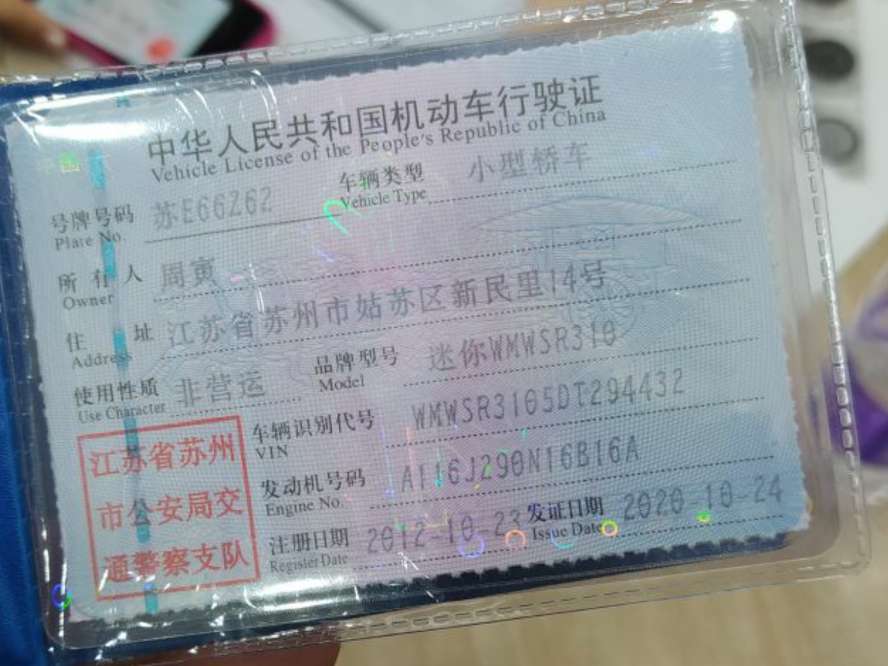 中华人民共和国机动车行驶证
Vehicle License of the People's Republic of China
号牌号码 苏E66Z62 车辆类型 小型轿车
Plate No. Vehicle Type
所有人 周寅
Owner
住址 江苏省苏州市姑苏区新民里14号
Address
使用性质 非营运 品牌型号 迷你WMWSR310
Use Character Model
车辆识别代号 WMWSR3105DT294432
VIN
发动机号码 A116J290N16B16A
Engine No.
注册日期 2012-10-23 发证日期 2020-10-24
Register Date Issue Date
江苏省苏州
市公安局交
通警察支队